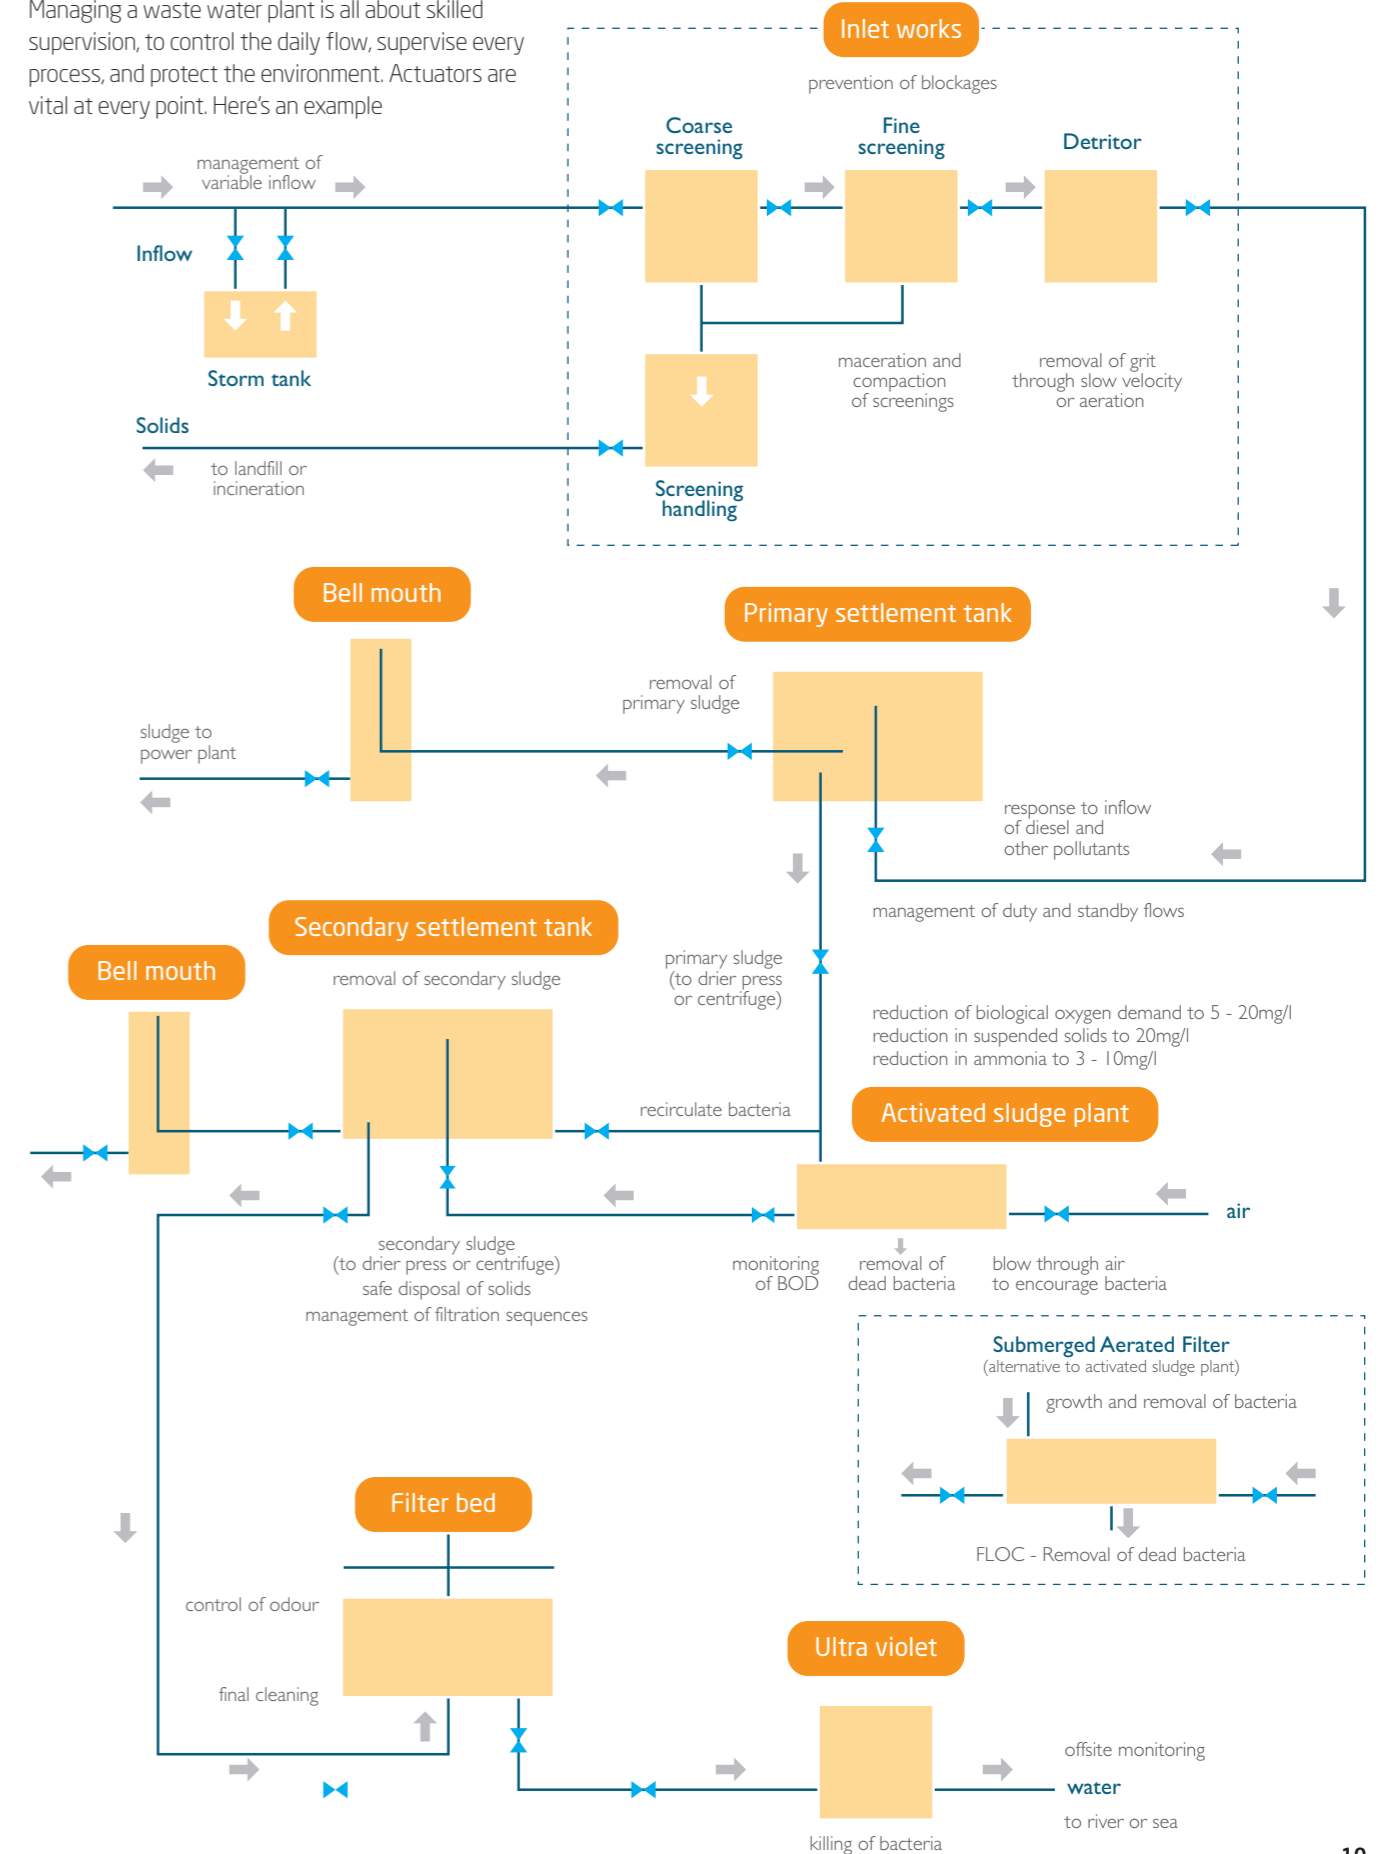 Managing a waste water plant is all about skilled
supervision, to control the daily flow, supervise every
process, and protect the environment. Actuators are
vital at every point. Here's an example
Inlet works
prevention of blockages
Coarse
screening
Fine
screening
Detritor
management of
variable inflow
Inflow
Storm tank
maceration and
compaction
of screenings
removal of grit
through slow velocity
or aeration
Solids
to landfill or
incineration
Screening
handling
Bell mouth
Primary settlement tank
removal of
primary sludge
sludge to
power plant
response to inflow
of diesel and
other pollutants
management of duty and standby flows
Secondary settlement tank
Bell mouth
removal of secondary sludge
primary sludge
(to drier press
or centrifuge)
reduction of biological oxygen demand to 5 - 20mg/l
reduction in suspended solids to 20mg/l
reduction in ammonia to 3 - 10mg/l
recirculate bacteria
Activated sludge plant
air
secondary sludge
(to drier press or centrifuge)
safe disposal of solids
management of filtration sequences
monitoring
of BOD
removal of
dead bacteria
blow through air
to encourage bacteria
Submerged Aerated Filter
(alternative to activated sludge plant)
growth and removal of bacteria
FLOC - Removal of dead bacteria
Filter bed
control of odour
final cleaning
Ultra violet
offsite monitoring
water
to river or sea
killing of bacteria